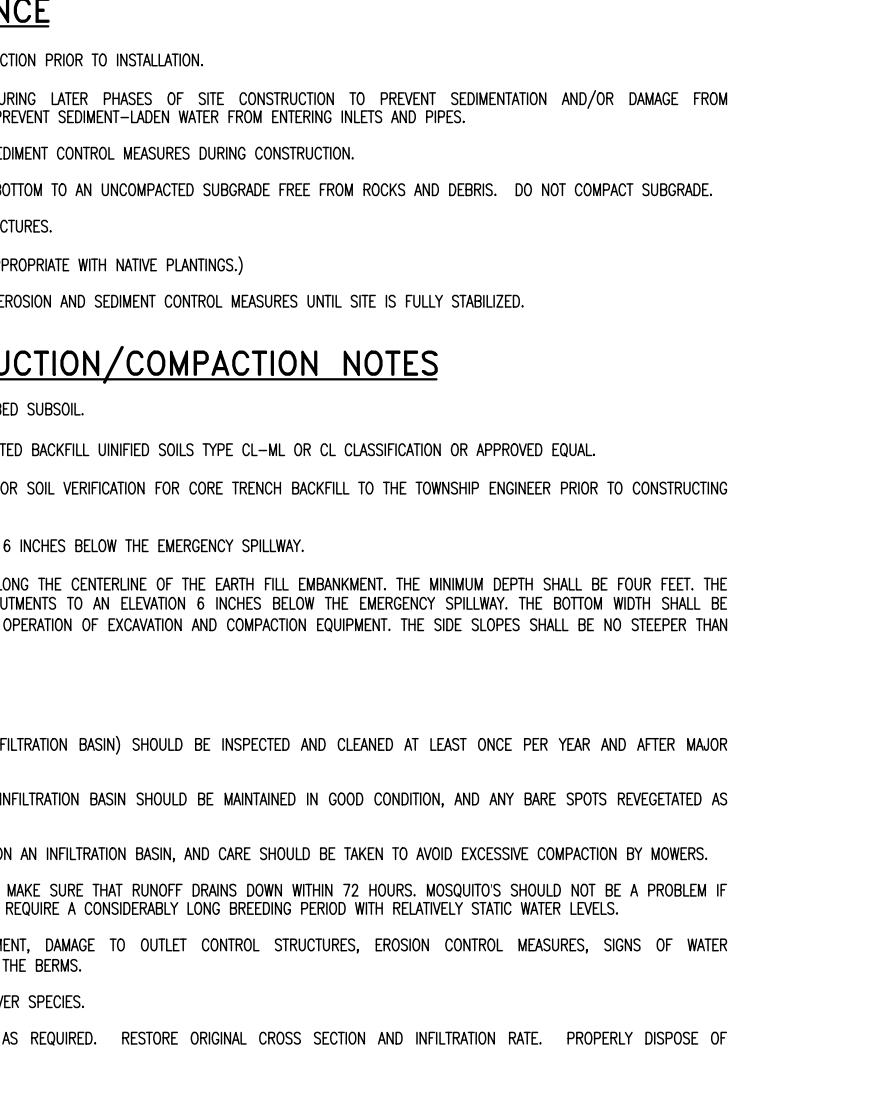 NCE
CTION PRIOR TO INSTALLATION.
URING LATER PHASES OF SITE CONSTRUCTION TO PREVENT SEDIMENTATION AND/OR DAMAGE FROM
PREVENT SEDIMENT-LADEN WATER FROM ENTERING INLETS AND PIPES.
EDIMENT CONTROL MEASURES DURING CONSTRUCTION.
BOTTOM TO AN UNCOMPACTED SUBGRADE FREE FROM ROCKS AND DEBRIS. DO NOT COMPACT SUBGRADE.
CTURES.
PPROPRIATE WITH NATIVE PLANTINGS.)
EROSION AND SEDIMENT CONTROL MEASURES UNTIL SITE IS FULLY STABILIZED.
UCTION/COMPACTION NOTES
BED SUBSOIL.
TED BACKFILL UINIFIED SOILS TYPE CL-ML OR CL CLASSIFICATION OR APPROVED EQUAL.
OR SOIL VERIFICATION FOR CORE TRENCH BACKFILL TO THE TOWNSHIP ENGINEER PRIOR TO CONSTRUCTING
6 INCHES BELOW THE EMERGENCY SPILLWAY.
LONG THE CENTERLINE OF THE EARTH FILL EMBANKMENT. THE MINIMUM DEPTH SHALL BE FOUR FEET. THE
UTMENTS TO AN ELEVATION 6 INCHES BELOW THE EMERGENCY SPILLWAY. THE BOTTOM WIDTH SHALL BE
OPERATION OF EXCAVATION AND COMPACTION EQUIPMENT. THE SIDE SLOPES SHALL BE NO STEEPER THAN
FILTRATION BASIN) SHOULD BE INSPECTED AND CLEANED AT LEAST ONCE PER YEAR AND AFTER MAJOR
INFILTRATION BASIN SHOULD BE MAINTAINED IN GOOD CONDITION, AND ANY BARE SPOTS REVEGETATED AS
ON AN INFILTRATION BASIN, AND CARE SHOULD BE TAKEN TO AVOID EXCESSIVE COMPACTION BY MOWERS.
MAKE SURE THAT RUNOFF DRAINS DOWN WITHIN 72 HOURS. MOSQUITO'S SHOULD NOT BE A PROBLEM IF
REQUIRE A CONSIDERABLY LONG BREEDING PERIOD WITH RELATIVELY STATIC WATER LEVELS.
MENT, DAMAGE TO OUTLET CONTROL STRUCTURES, EROSION CONTROL MEASURES, SIGNS OF WATER
THE BERMS.
VER SPECIES.
AS REQUIRED. RESTORE ORIGINAL CROSS SECTION AND INFILTRATION RATE. PROPERLY DISPOSE OF